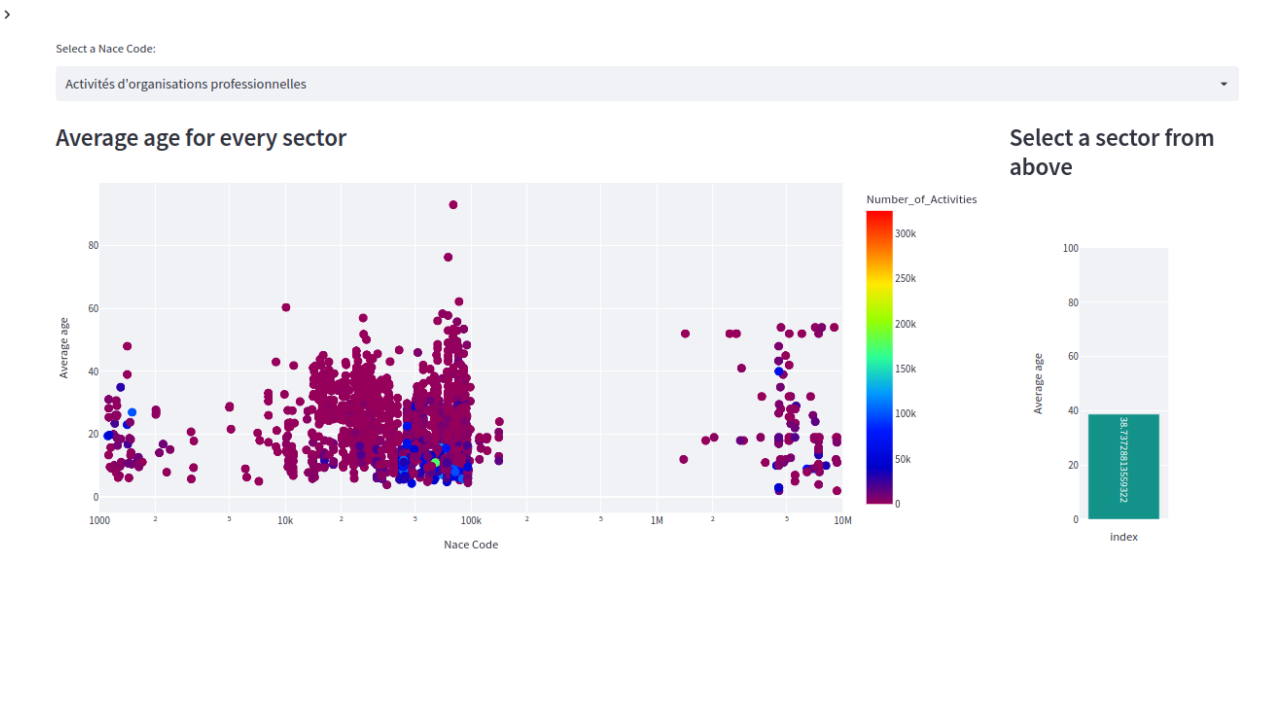 Select a Nace Code:
Activités d'organisations professionnelles
Average age for every sector
Select a sector from
above
Number_of_Activities
300k
250k
200k
150k
100k
50k
0
Average age
80
60
40
20
0
1000
2
5
10k
2
5
100k
2
5
1M
2
5
10M
Nace Code
Average age
100
80
60
40
20
0
38.73728813559322
index